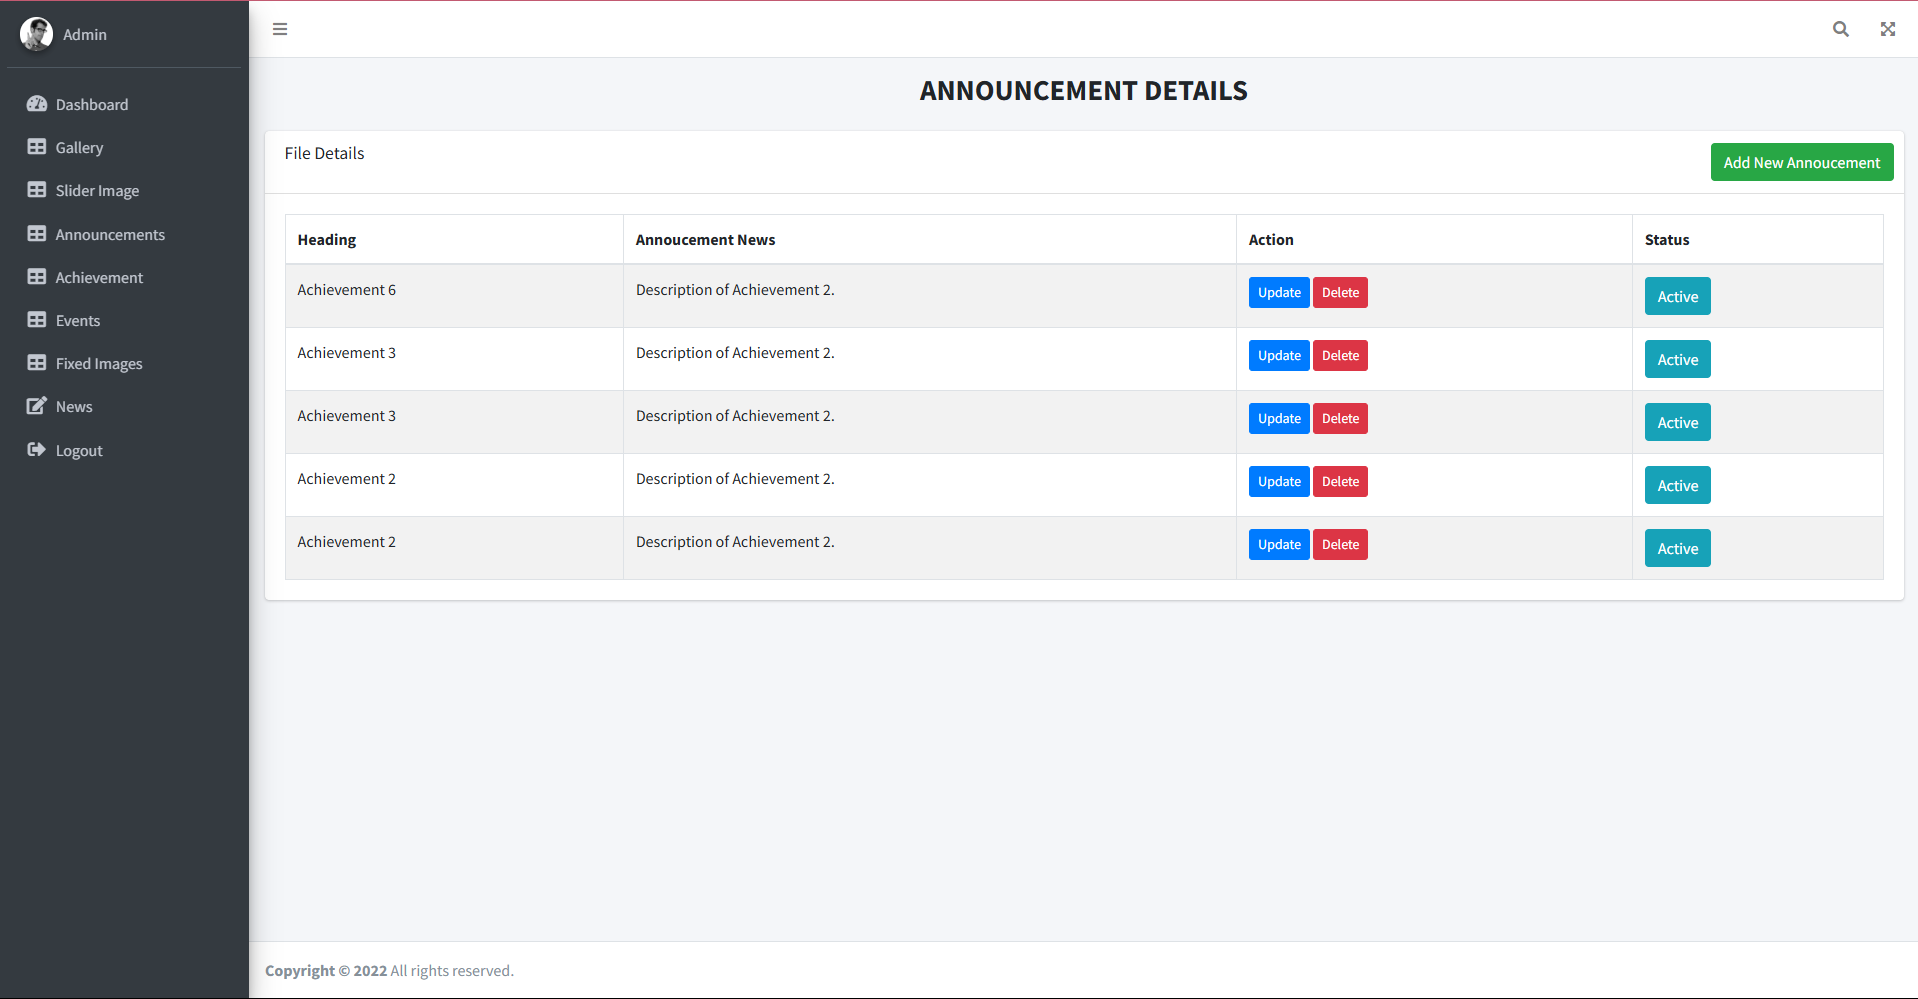 Admin
Dashboard
Gallery
Slider Image
Announcements
Achievement
Events
Fixed Images
News
Logout
ANNOUNCEMENT DETAILS
File Details
Add New Annoucement
Heading Annoucement News Action Status
Achievement 6 Description of Achievement 2. Update Delete Active
Achievement 3 Description of Achievement 2. Update Delete Active
Achievement 3 Description of Achievement 2. Update Delete Active
Achievement 2 Description of Achievement 2. Update Delete Active
Achievement 2 Description of Achievement 2. Update Delete Active
Copyright © 2022 All rights reserved.